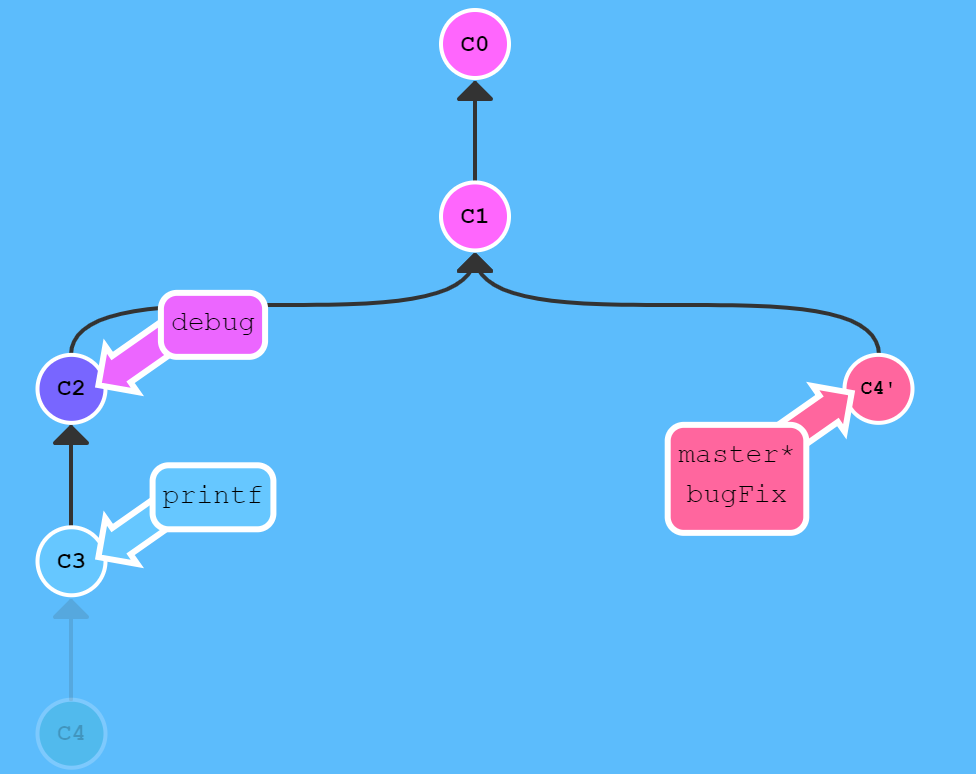 C0
C1
debug
C2
C4'
master*
bugFix
printf
C3
C4